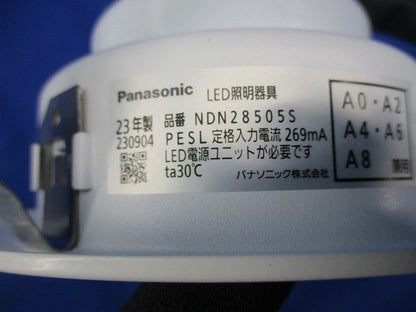 Panasonic LED照明器具
23年製 品番 NDN28505S
230904 PESL 定格入力電流 269mA
LED電源ユニットが必要です
ta30℃
パナソニック株式会社
A0・A2
A4・A6
A8 兼用